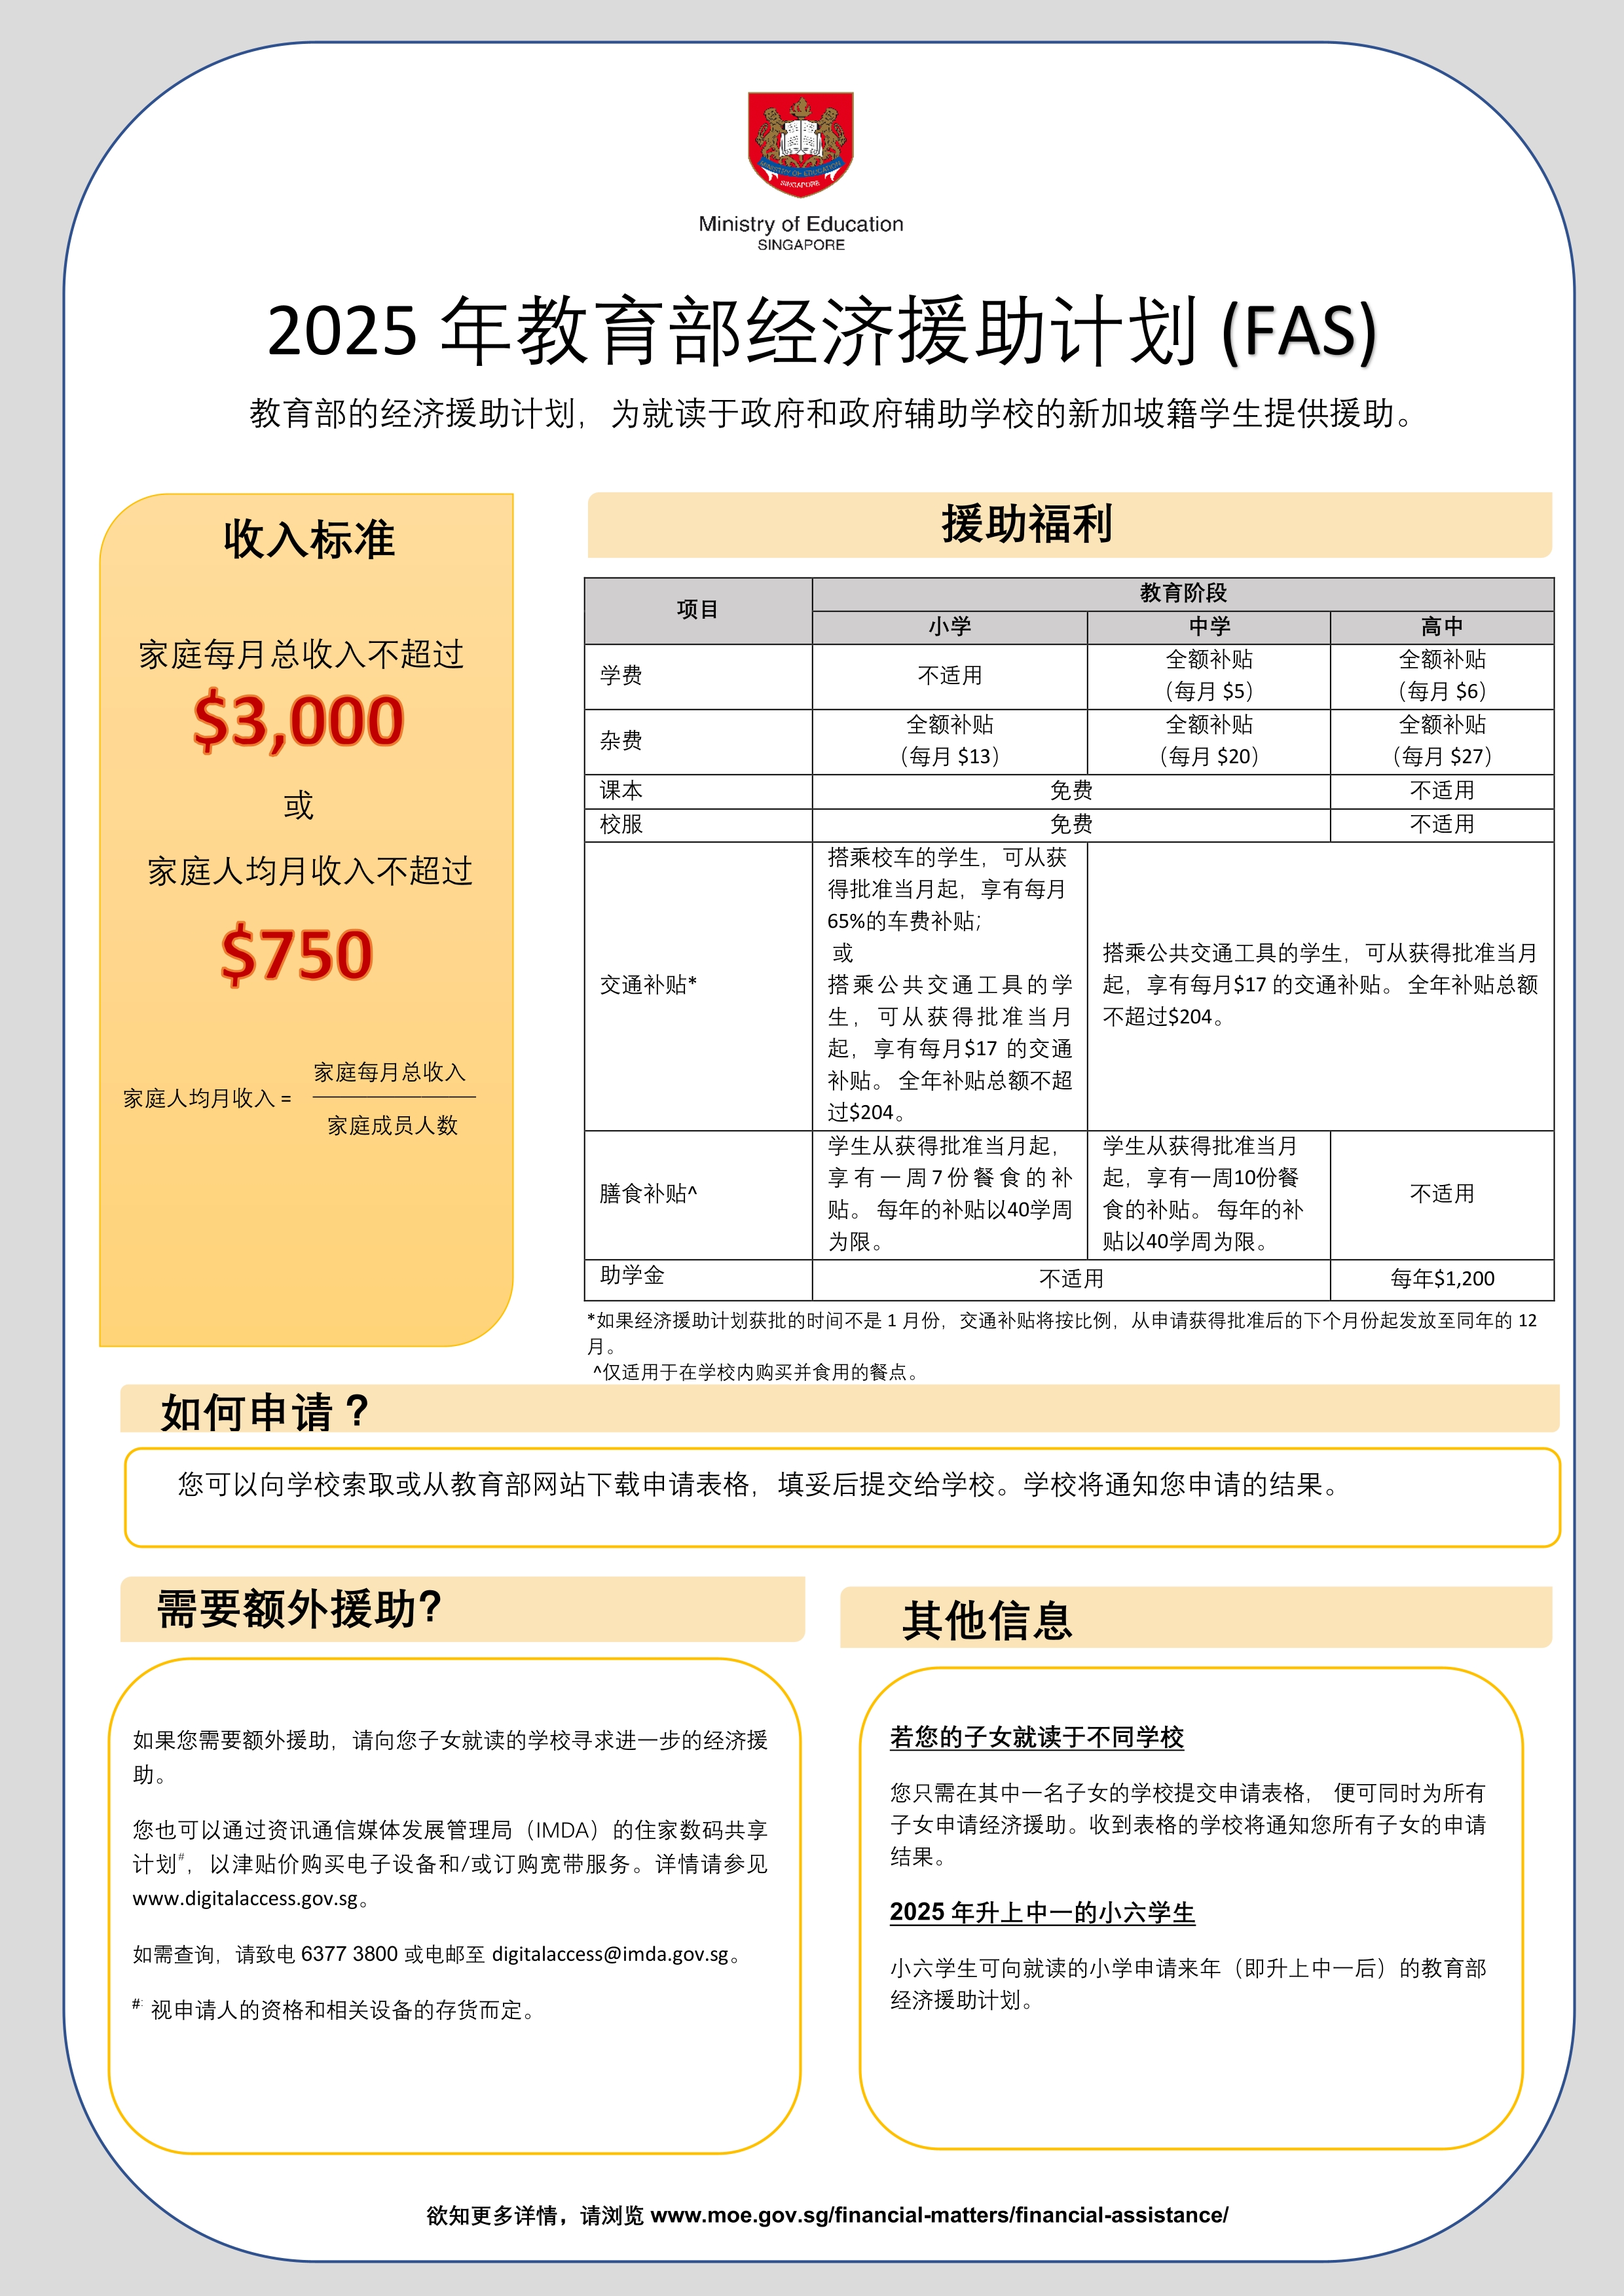 MINISTRY OF EDUCATION
SINGAPORE
Ministry of Education
SINGAPORE
2025 年教育部经济援助计划 (FAS)
教育部的经济援助计划，为就读于政府和政府辅助学校的新加坡籍学生提供援助。
收入标准
家庭每月总收入不超过
$3,000
或
家庭人均月收入不超过
$750
家庭人均月收入 =
家庭每月总收入
家庭成员人数
援助福利
项目
教育阶段
小学
中学
高中
学费
不适用
全额补贴
（每月 $5）
全额补贴
（每月 $6）
杂费
全额补贴
（每月 $13）
全额补贴
（每月 $20）
全额补贴
（每月 $27）
课本
免费
不适用
校服
免费
不适用
交通补贴*
搭乘校车的学生，可从获
得批准当月起，享有每月
65%的车费补贴；
或
搭乘公共交通工具的学
生，可从获得批准当月
起，享有每月$17 的交通
补贴。 全年补贴总额不超
过$204。
搭乘公共交通工具的学生，可从获得批准当月
起，享有每月$17 的交通补贴。 全年补贴总额
不超过$204。
膳食补贴^
学生从获得批准当月起，
享有一周7份餐食的补
贴。 每年的补贴以40学周
为限。
学生从获得批准当月
起，享有一周10份餐
食的补贴。 每年的补
贴以40学周为限。
不适用
助学金
不适用
每年$1,200
*如果经济援助计划获批的时间不是 1 月份，交通补贴将按比例，从申请获得批准后的下个月份起发放至同年的 12
月。
^仅适用于在学校内购买并食用的餐点。
如何申请？
您可以向学校索取或从教育部网站下载申请表格，填妥后提交给学校。学校将通知您申请的结果。
需要额外援助?
如果您需要额外援助，请向您子女就读的学校寻求进一步的经济援
助。
您也可以通过资讯通信媒体发展管理局（IMDA）的住家数码共享
计划#，以津贴价购买电子设备和/或订购宽带服务。详情请参见
www.digitalaccess.gov.sg。
如需查询，请致电 6377 3800 或电邮至 digitalaccess@imda.gov.sg。
#: 视申请人的资格和相关设备的存货而定。
其他信息
若您的子女就读于不同学校
您只需在其中一名子女的学校提交申请表格， 便可同时为所有
子女申请经济援助。收到表格的学校将通知您所有子女的申请
结果。
2025 年升上中一的小六学生
小六学生可向就读的小学申请来年（即升上中一后）的教育部
经济援助计划。
欲知更多详情，请浏览 www.moe.gov.sg/financial-matters/financial-assistance/